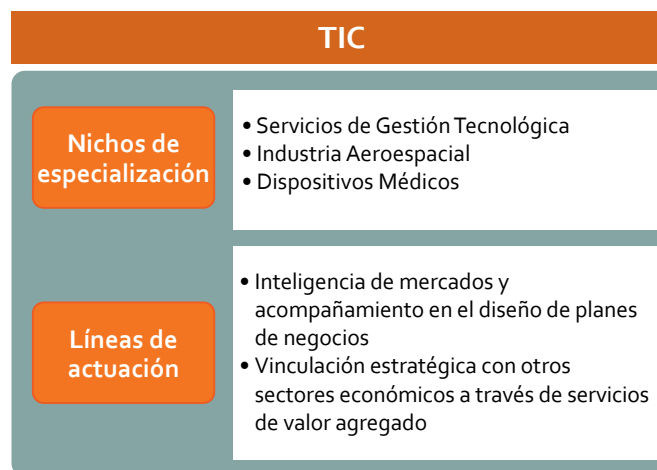 TIC
Nichos de
especialización
• Servicios de Gestión Tecnológica
• Industria Aeroespacial
• Dispositivos Médicos
Líneas de
actuación
• Inteligencia de mercados y
acompañamiento en el diseño de planes
de negocios
• Vinculación estratégica con otros
sectores económicos a través de servicios
de valor agregado